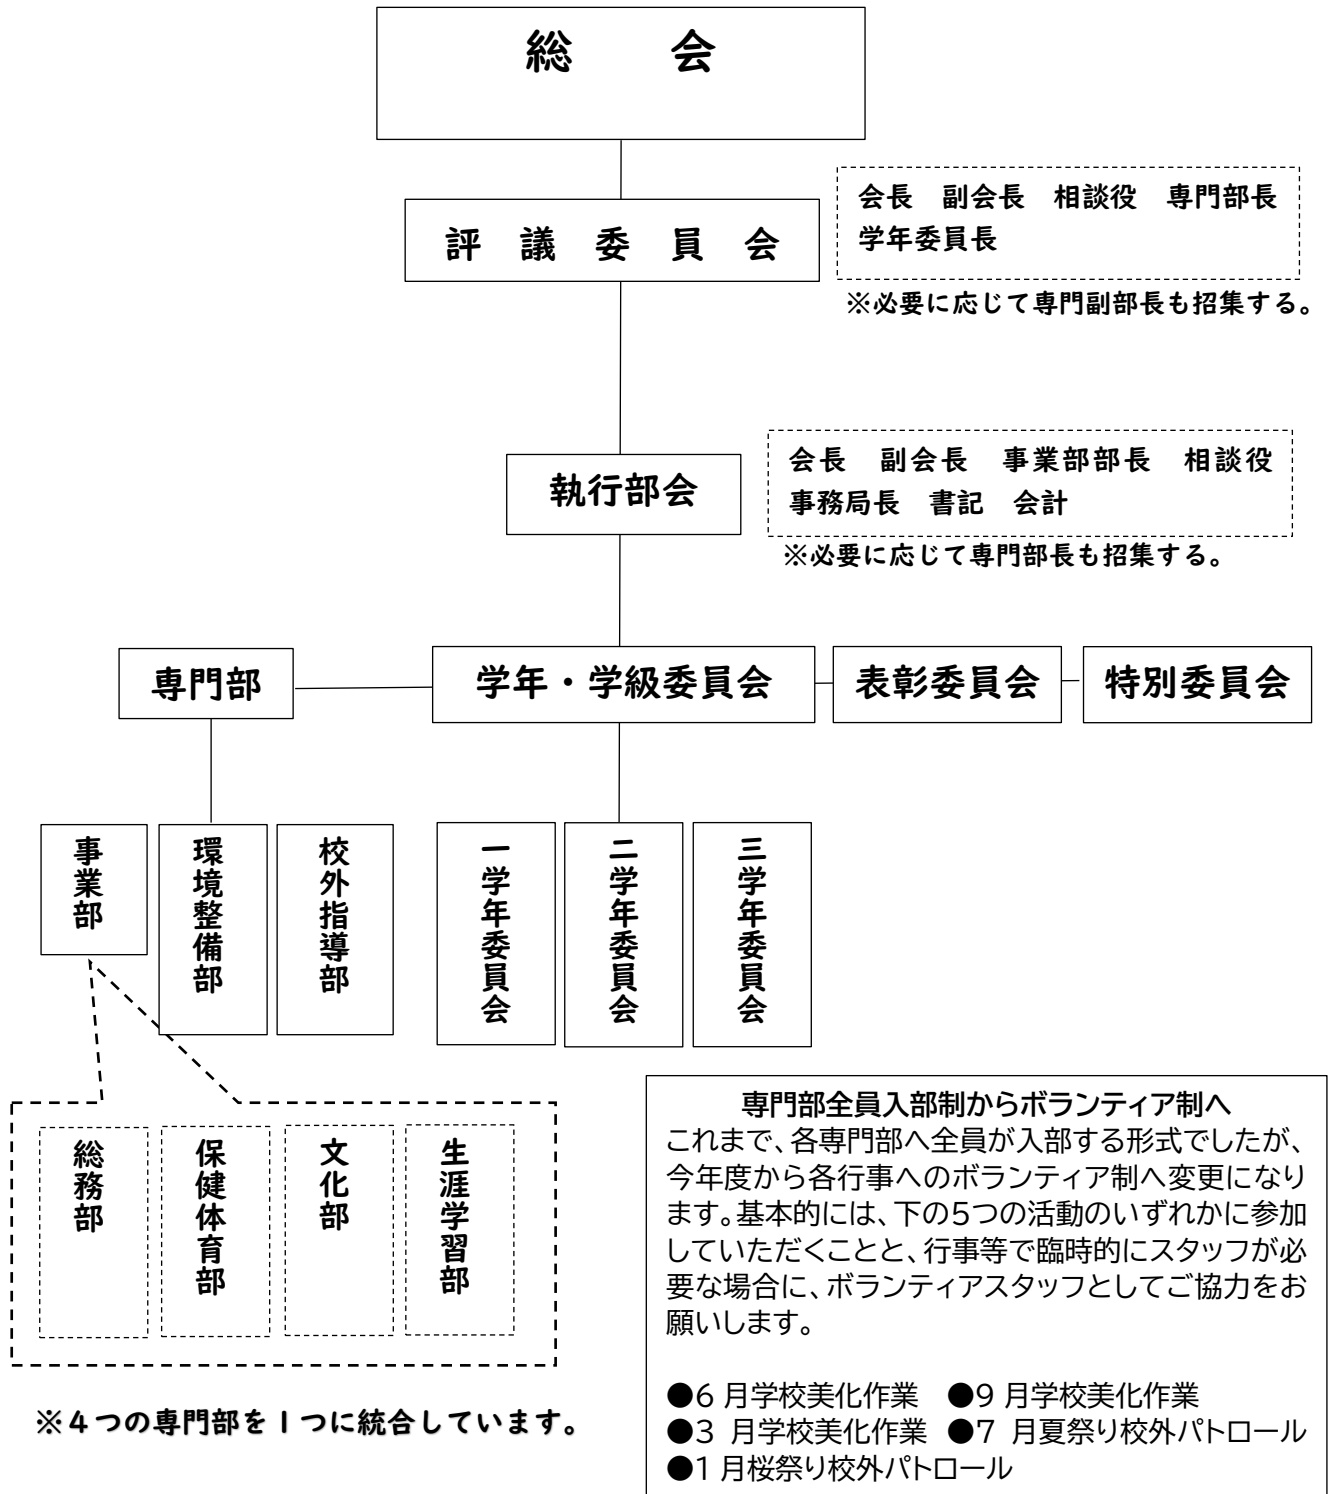 総　会
会長　副会長　相談役　専門部長
学年委員長
評議委員会
※必要に応じて専門副部長も招集する。
会長　副会長　事業部部長　相談役
事務局長　書記　会計
執行部会
※必要に応じて専門部長も招集する。
専門部
学年・学級委員会
表彰委員会
特別委員会
事業部
環境整備部
校外指導部
一学年委員会
二学年委員会
三学年委員会
総務部
保健体育部
文化部
生涯学習部
※４つの専門部を１つに統合しています。
専門部全員入部制からボランティア制へ
これまで、各専門部へ全員が入部する形式でしたが、
今年度から各行事へのボランティア制へ変更になり
ます。基本的には、下の5つの活動のいずれかに参加
していただくことと、行事等で臨時的にスタッフが必
要な場合に、ボランティアスタッフとしてご協力をお
願いします。
●6 月学校美化作業　●9 月学校美化作業
●3 月学校美化作業　●7 月夏祭り校外パトロール
●1 月桜祭り校外パトロール